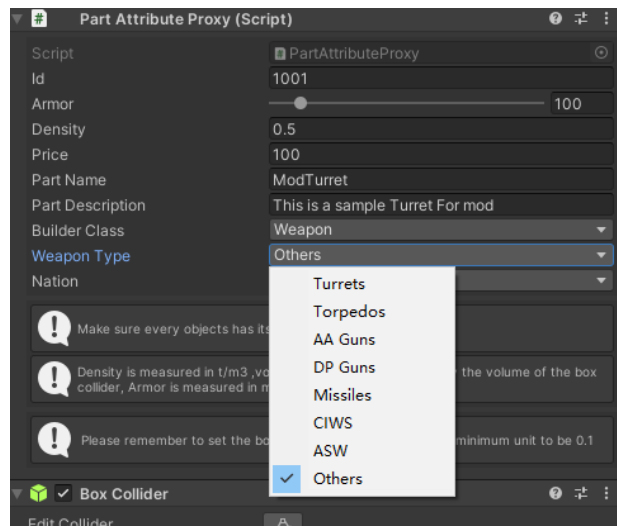 Part Attribute Proxy (Script)
Script PartAttributeProxy
Id 1001
Armor 100
Density 0.5
Price 100
Part Name ModTurret
Part Description This is a sample Turret For mod
Builder Class Weapon
Weapon Type Others
Nation
Turrets
Torpedos
AA Guns
DP Guns
Missiles
CIWS
ASW
Others
Make sure every objects has its
Density is measured in t/m3 ,vo the volume of the box
collider, Armor is measured in
Please remember to set the bo minimum unit to be 0.1
Box Collider
Edit Collider